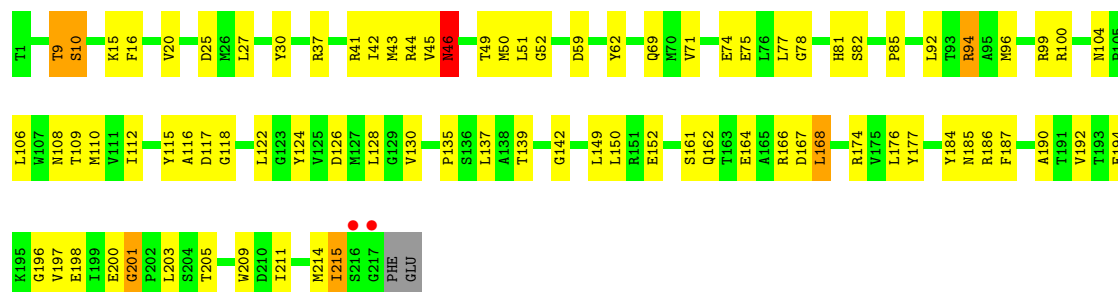 T1 K15 F16 V20 D25 M26 L27 Y30 R37 R41 I42 M43 R44 V45 N46 T49 M50 L51 G52 D59 Y62 Q69 M70 V71 E74 E75 L76 L77 G78 H81 S82 P85 L92 T93 R94 A95 M96 R99 R100 N104
T9 S10
L106 W107 N108 T109 M110 V111 I112 Y115 A116 D117 G118 L122 G123 Y124 V125 D126 M127 L128 G129 V130 P135 S136 L137 A138 T139 G142 L149 L150 R151 E152 S161 Q162 T163 E164 A165 R166 D167 L168 R174 V175 L176 Y177 Y184 N185 R186 F187 A190 T191 V192 T193
K195 G196 V197 E198 I199 E200 G201 P202 L203 S204 T205 W209 D210 I211 M214 I215 S216 G217 PHE GLU